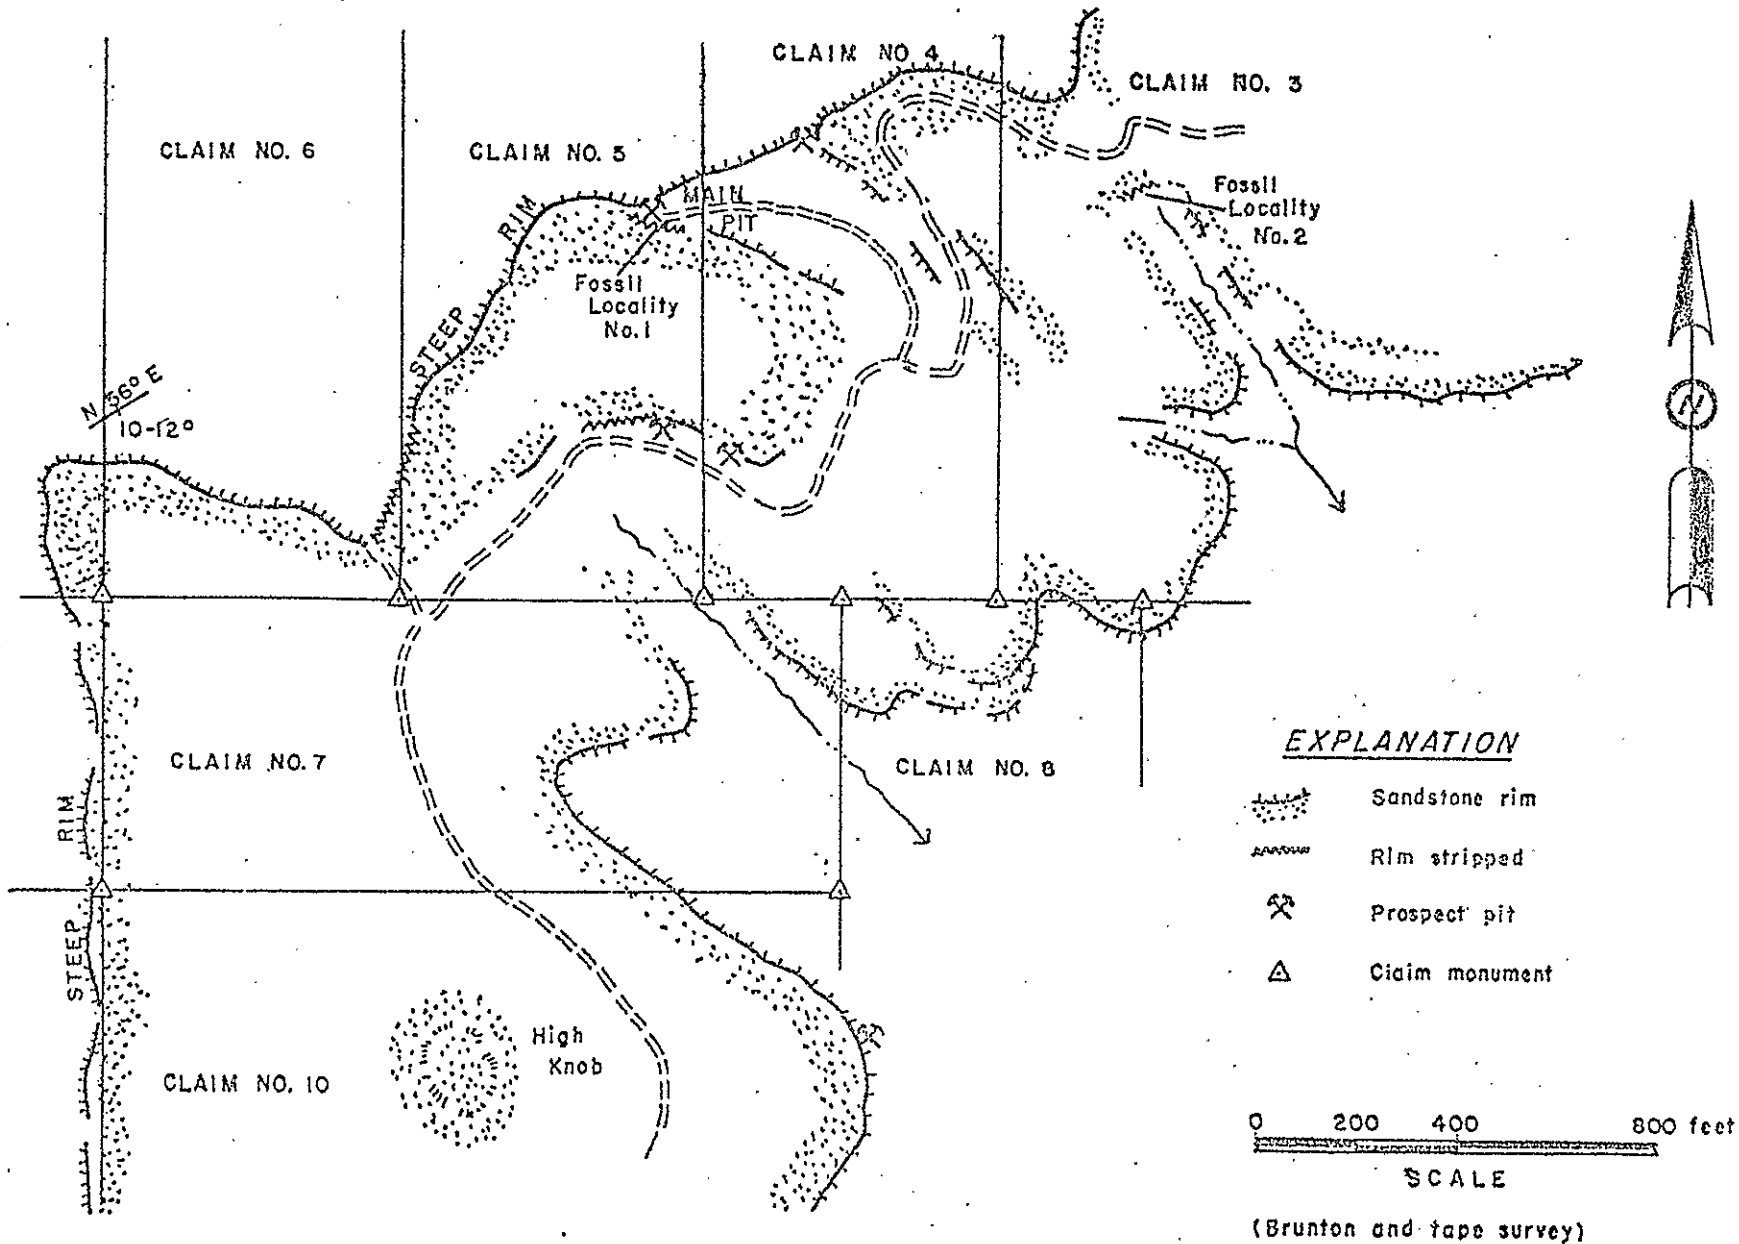 CLAIM NO. 4
CLAIM NO. 3
CLAIM NO. 6
CLAIM NO. 5
MAIN
PIT
Fossil
Locality
No. 2
STEEP RIM
Fossil
Locality
No. 1
N 36° E
10-12°
N
CLAIM NO. 7
CLAIM NO. 8
STEEP RIM
CLAIM NO. 10
High
Knob
EXPLANATION
Sandstone rim
Rim stripped
Prospect pit
Claim monument
0 200 400 800 feet
SCALE
(Brunton and tape survey)